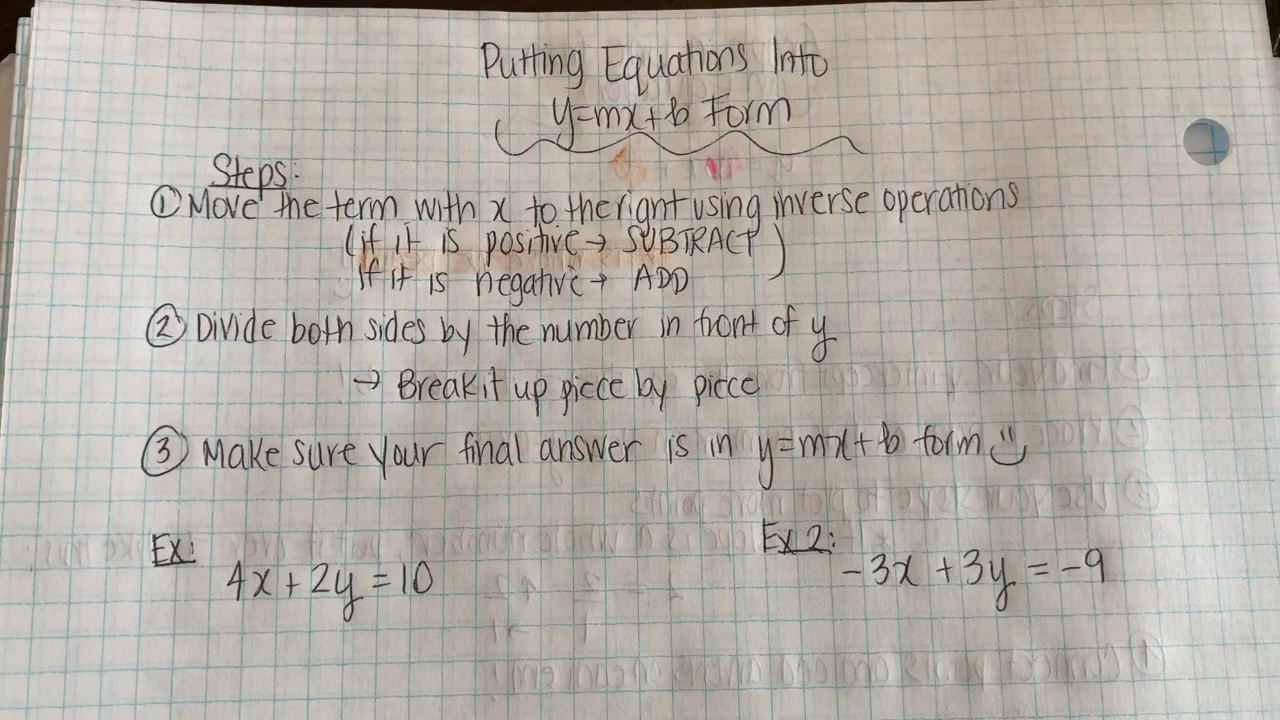 Putting Equations Into
y=mx+b Form
Steps:
① Move the term with x to the right using inverse operations
(if it is positive → SUBTRACT)
if it is negative → ADD
② Divide both sides by the number in front of y
→ Break it up piece by piece
③ Make sure your final answer is in y=mx+b form
Ex:
4x+2y=10
Ex 2:
-3x+3y=-9